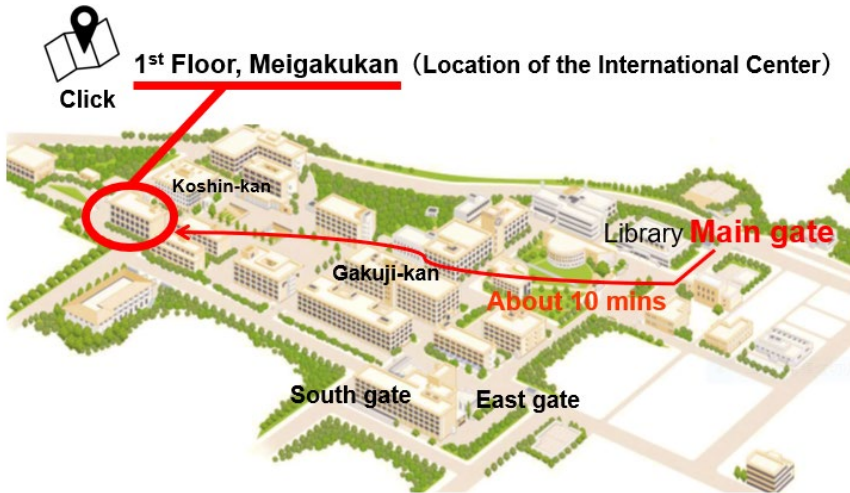 1st Floor, Meigakukan（Location of the International Center）
Click
Koshin-kan
Library Main gate
Gakuji-kan
About 10 mins
South gate
East gate